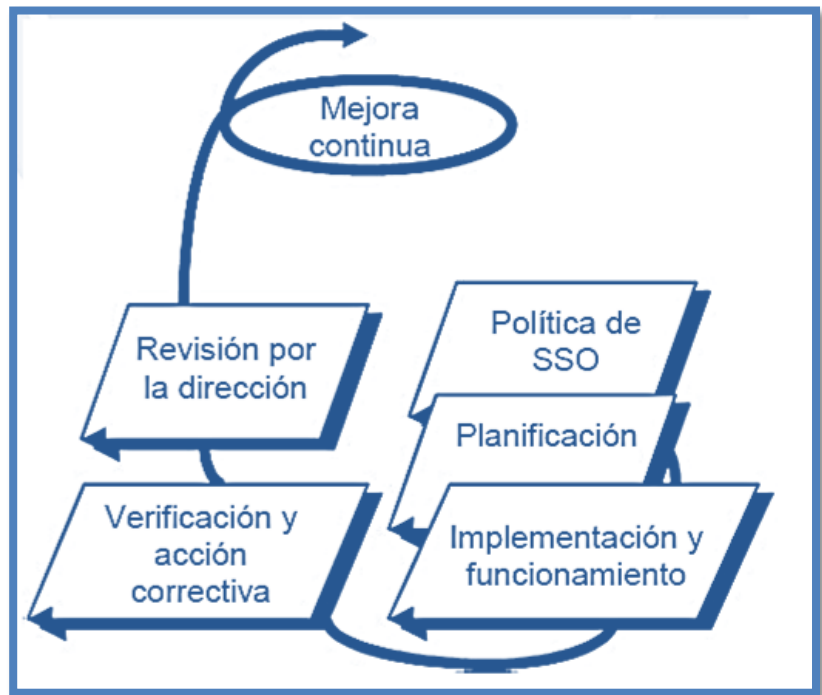 Mejora
continua
Política de
SSO
Planificación
Implementación y
funcionamiento
Verificación y
acción
correctiva
Revisión por
la dirección